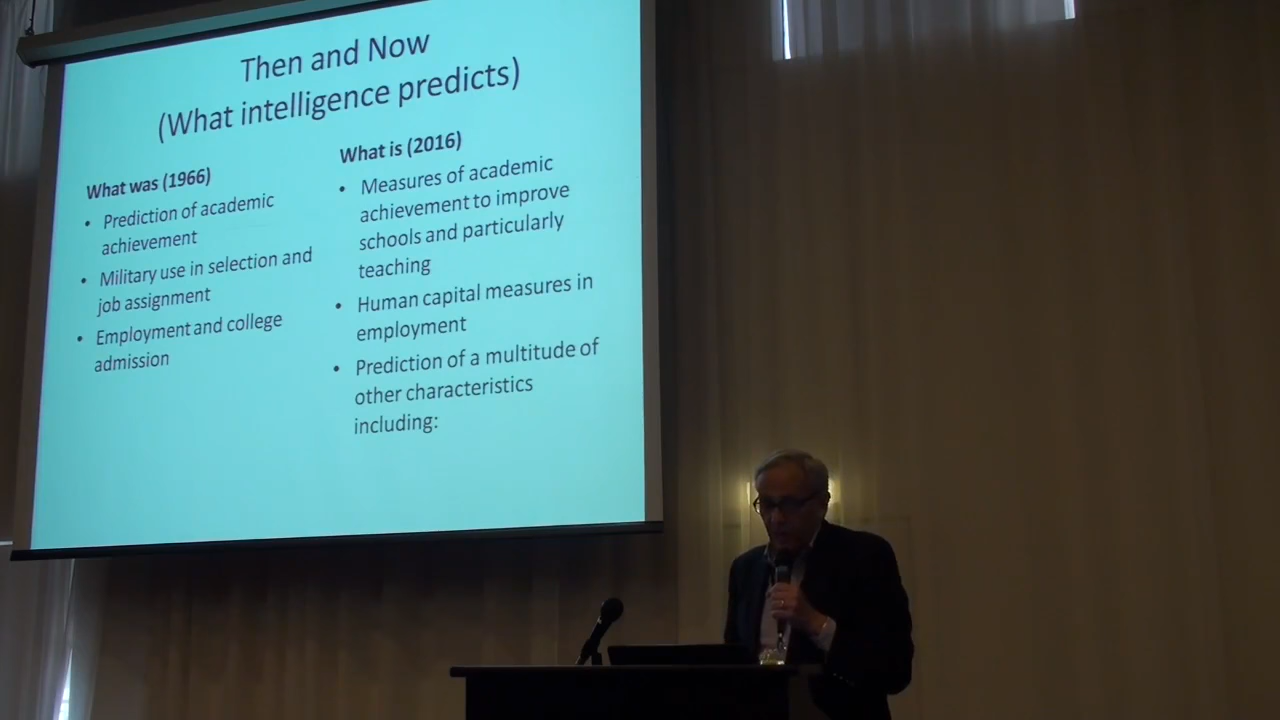 Then and Now
(What intelligence predicts)
What was (1966)
• Prediction of academic
achievement
• Military use in selection and
job assignment
• Employment and college
admission
What is (2016)
• Measures of academic
achievement to improve
schools and particularly
teaching
• Human capital measures in
employment
• Prediction of a multitude of
other characteristics
including: